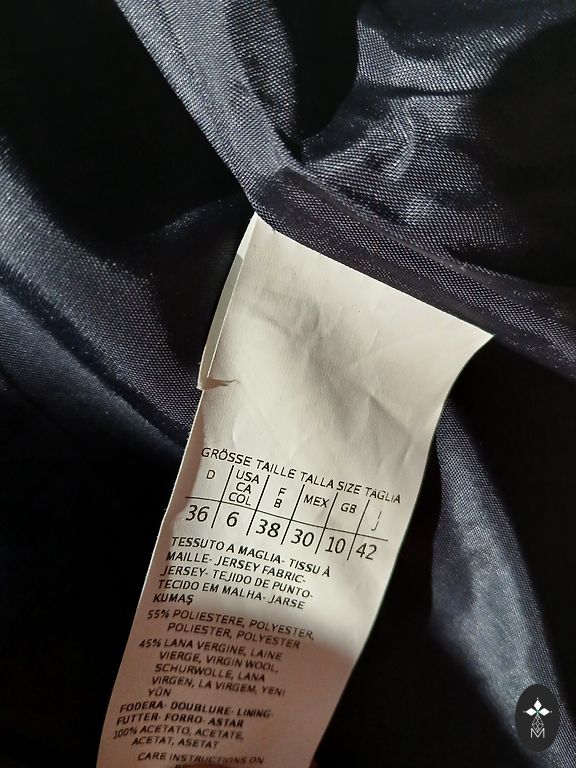 GRÖSSE TAILLE TALLA SIZE TAGLIA
D USA CA COL F B MEX GB I J
36 6 38 30 10 42
TESSUTO A MAGLIA- TISSU À
MAILLE- JERSEY FABRIC-
JERSEY- TEJIDO DE PUNTO-
TECIDO EM MALHA- JARSE
KUMAŞ
55% POLIESTERE, POLYESTER,
POLIESTER, POLYESTER
45% LANA VERGINE, LAINE
VIERGE, VIRGIN WOOL,
SCHURWOLLE, LANA
VIRGEN, LA VIRGEM, YENI
YÜN
FODERA- DOUBLURE- LINING-
FUTTER- FORRO- ASTAR
100% ACETATO, ACETATE,
ACETAT, ASETAT
CARE INSTRUCTIONS ON
M